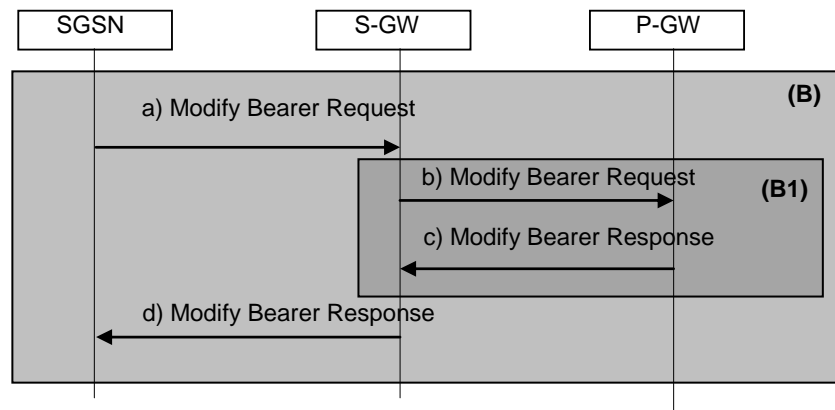 SGSN
S-GW
P-GW
(B)
a) Modify Bearer Request
b) Modify Bearer Request
(B1)
c) Modify Bearer Response
d) Modify Bearer Response